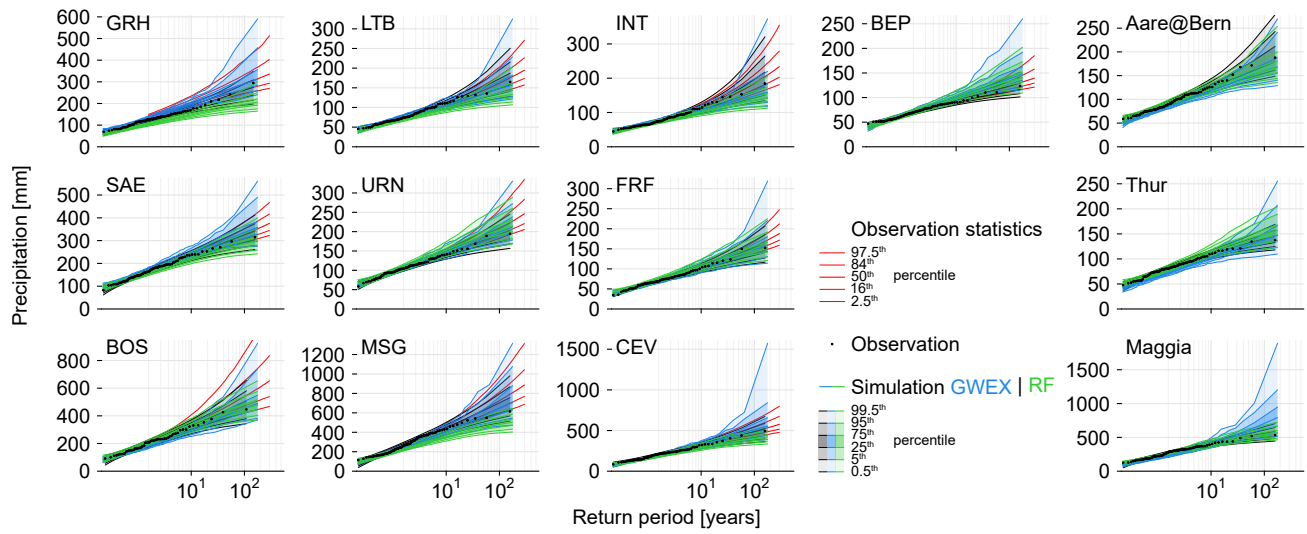 GRH
LTB
INT
BEP
Aare@Bern
600
500
400
300
200
100
0
300
250
200
150
100
50
0
300
200
100
0
250
200
150
100
50
0
250
200
150
100
50
0
Precipitation [mm]
SAE
URN
FRF
Thur
500
400
300
200
100
0
300
250
200
150
100
50
0
300
250
200
150
100
50
0
250
200
150
100
50
0
Observation statistics
97.5th
84th
50th
16th
2.5th
percentile
Observation
Simulation GWEX | RF
99.5th
95th
75th
25th
5th
0.5th
percentile
BOS
MSG
CEV
Maggia
800
600
400
200
0
1200
1000
800
600
400
200
0
1500
1000
500
0
1500
1000
500
0
10^1 10^2
10^1 10^2
10^1 10^2
10^1 10^2
Return period [years]